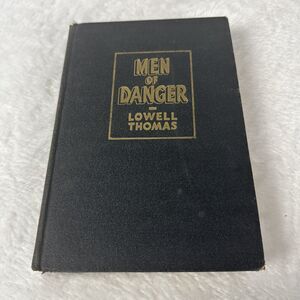 MEN
OF
DANGER
LOWELL
THOMAS